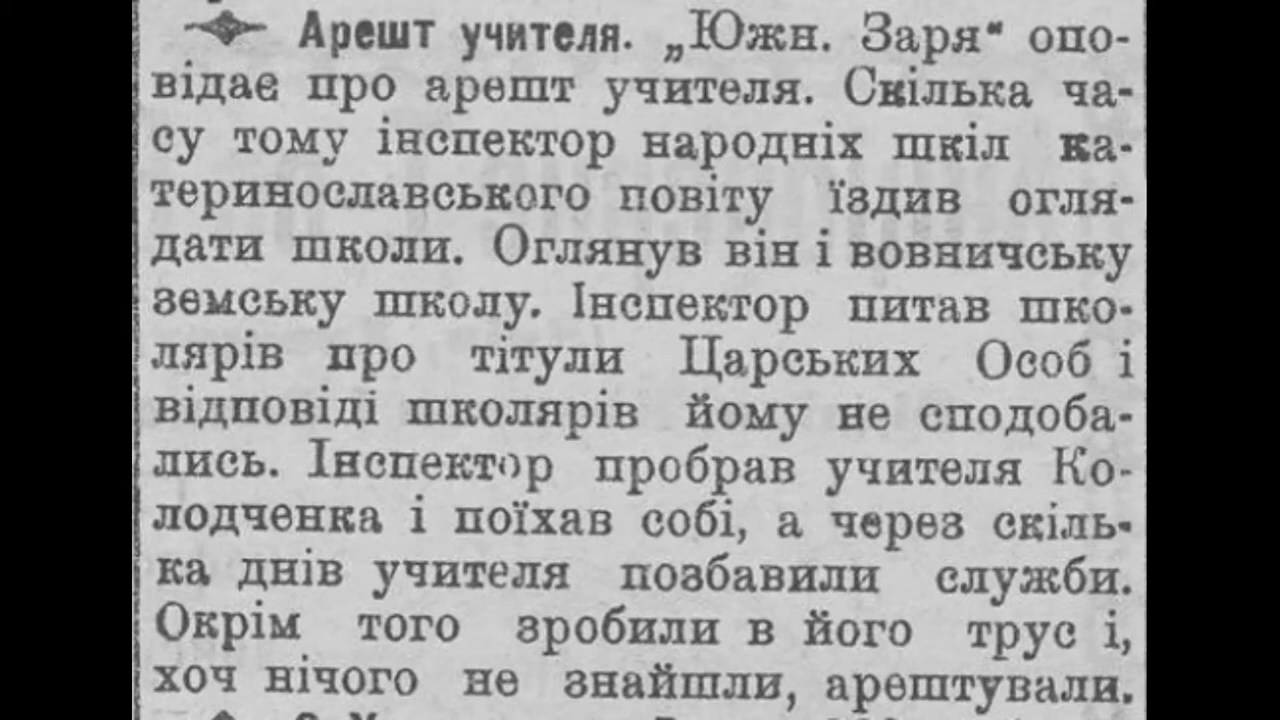 Арешт учителя. „Южн. Заря“ опо-
відає про арешт учителя. Скілька ча-
су тому інспектор народніх шкіл ка-
теринославського повіту їздив огля-
дати школи. Оглянув він і вовничську
земську школу. Інспектор питав шко-
лярів про тітули Царських Особ і
відповіді школярів йому не сподоба-
лись. Інспектор пробрав учителя Ко-
лодченка і поїхав собі, а через скіль-
ка днів учителя позбавили служби.
Окрім того зробили в його трус і,
хоч нічого не знайшли, арештували.